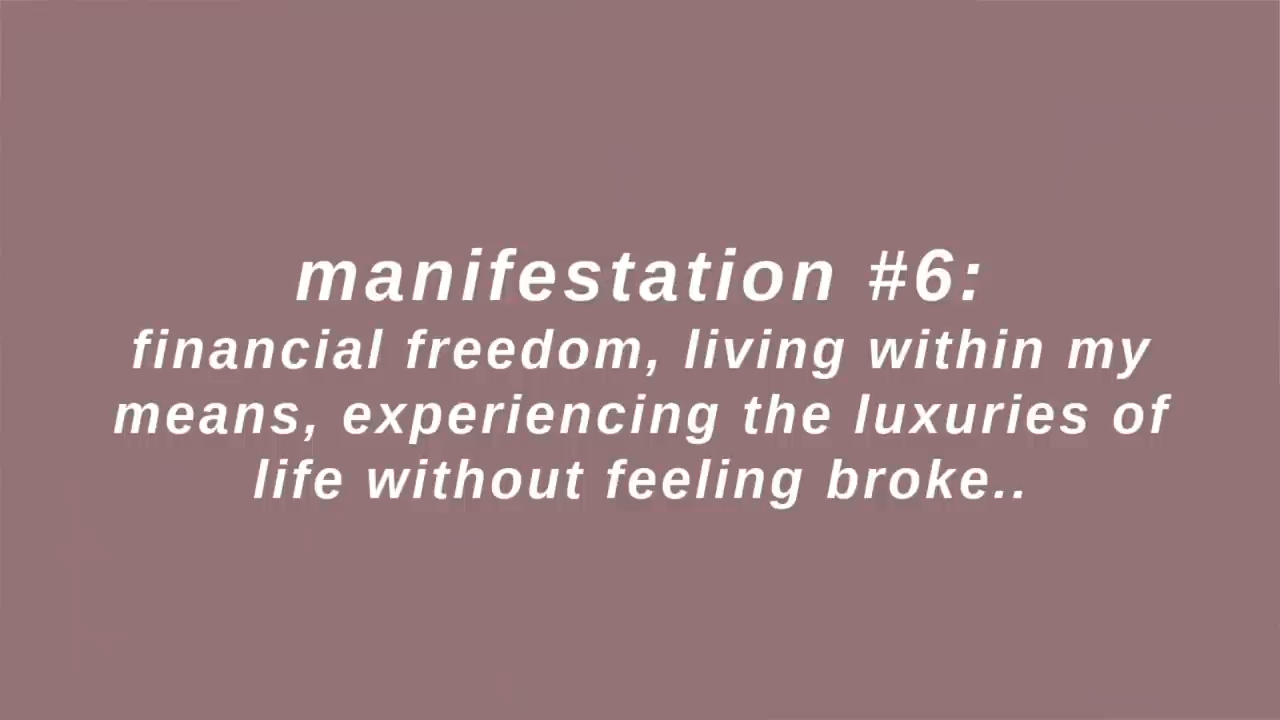 manifestation #6:
financial freedom, living within my
means, experiencing the luxuries of
life without feeling broke..